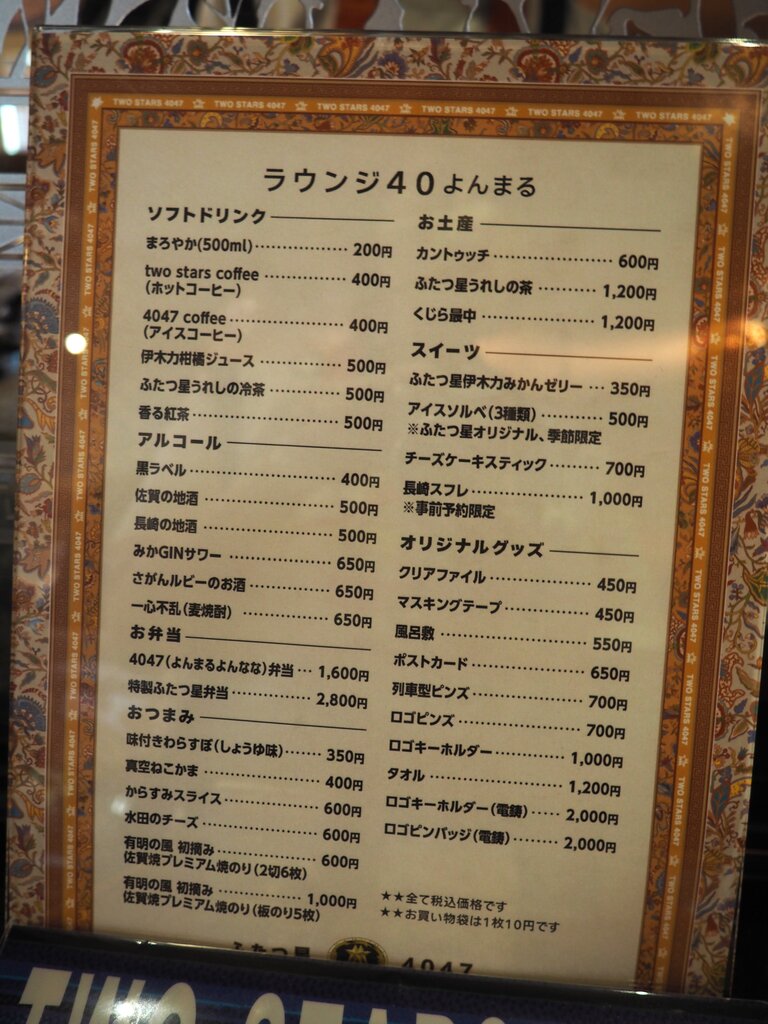 TWO STARS 4047 TWO STARS 4047 TWO STARS 4047 TWO STARS 4047 TWO STARS 4047 TWO STARS 4047
ラウンジ40よんまる
ソフトドリンク
まろやか(500ml)…………… 200円
two stars coffee …………… 400円
(ホットコーヒー)
4047 coffee………………… 400円
(アイスコーヒー)
伊木力柑橘ジュース …………… 500円
ふたつ星うれしの冷茶 ………… 500円
香る紅茶…………………… 500円
アルコール
黒ラベル…………………… 400円
佐賀の地酒 ………………… 500円
長崎の地酒 ………………… 500円
みかGINサワー ……………… 650円
さがんルビーのお酒 …………… 650円
一心不乱(麦焼酎) …………… 650円
お弁当
4047(よんまるよんなな)弁当 … 1,600円
特製ふたつ星弁当………… 2,800円
おつまみ
味付きわらすぼ(しょうゆ味)…… 350円
真空ねこかま ……………… 400円
からすみスライス …………… 600円
水田のチーズ ……………… 600円
有明の風 初摘み …………… 600円
佐賀焼プレミアム焼のり(2切6枚)
有明の風 初摘み ………… 1,000円
佐賀焼プレミアム焼のり(板のり5枚)
お土産
カントゥッチ………………… 600円
ふたつ星うれしの茶 ……… 1,200円
くじら最中 ……………… 1,200円
スイーツ
ふたつ星伊木力みかんゼリー … 350円
アイスソルベ(3種類)………… 500円
※ふたつ星オリジナル、季節限定
チーズケーキスティック……… 700円
長崎スフレ ……………… 1,000円
※事前予約限定
オリジナルグッズ
クリアファイル ……………… 450円
マスキングテープ…………… 450円
風呂敷 …………………… 550円
ポストカード ……………… 650円
列車型ピンズ ……………… 700円
ロゴピンズ ………………… 700円
ロゴキーホルダー ………… 1,000円
タオル …………………… 1,200円
ロゴキーホルダー(電鋳)…… 2,000円
ロゴピンバッジ(電鋳)……… 2,000円
★★全て税込価格です
★★お買い物袋は1枚10円です
ふたつ星 4047
TWO STARS